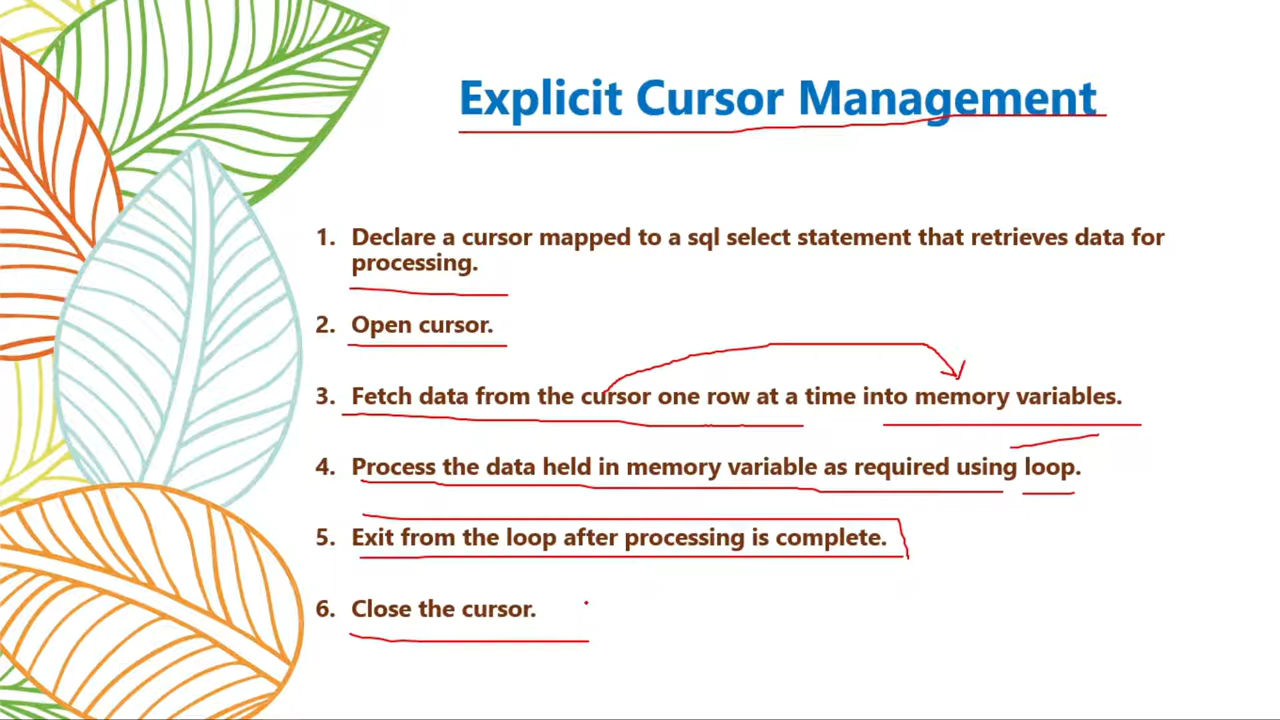 Explicit Cursor Management
1. Declare a cursor mapped to a sql select statement that retrieves data for
processing.
2. Open cursor.
3. Fetch data from the cursor one row at a time into memory variables.
4. Process the data held in memory variable as required using loop.
5. Exit from the loop after processing is complete.
6. Close the cursor.